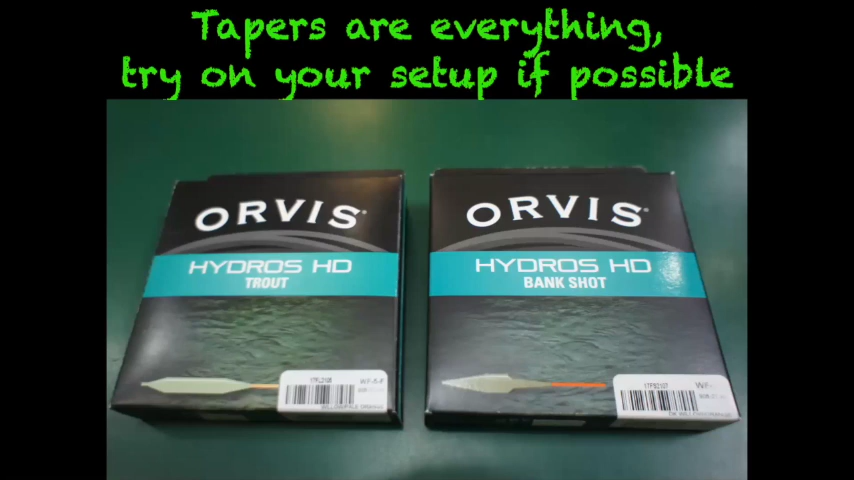 Tapers are everything,
try on your setup if possible
ORVIS
HYDROS HD
TROUT
ORVIS
HYDROS HD
BANK SHOT